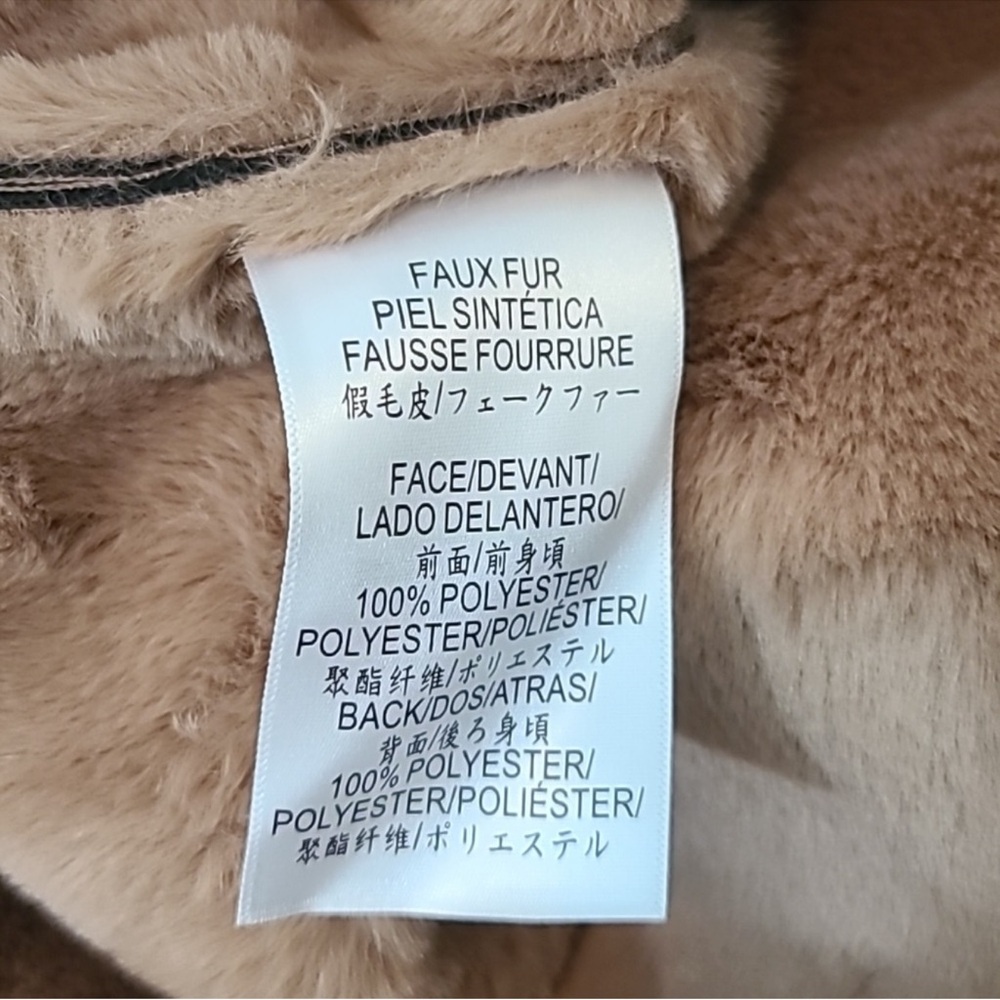 FAUX FUR
PIEL SINTÉTICA
FAUSSE FOURRURE
假毛皮/フェークファー
FACE/DEVANT/
LADO DELANTERO/
前面/前身頃
100% POLYESTER/
POLYESTER/POLIÉSTER/
聚酯纤维/ポリエステル
BACK/DOS/ATRAS/
背面/後ろ身頃
100% POLYESTER/
POLYESTER/POLIÉSTER/
聚酯纤维/ポリエステル